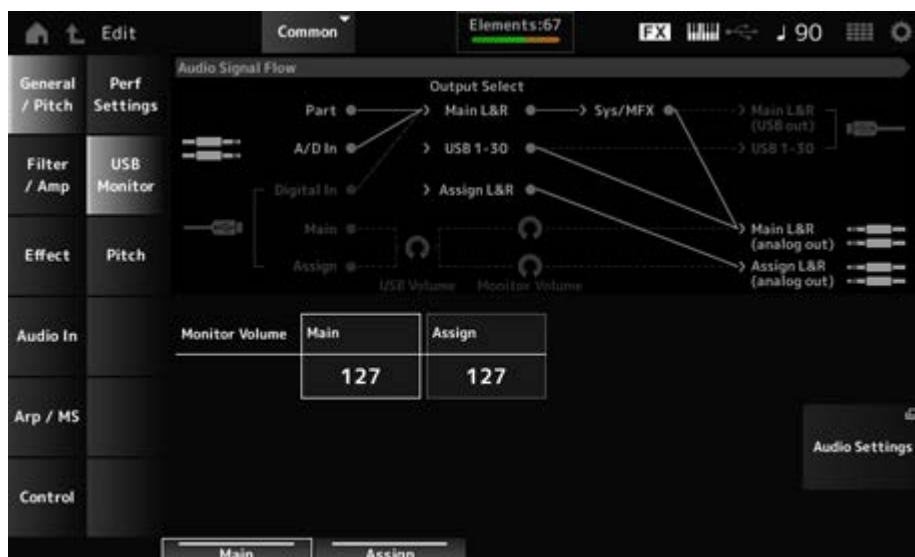 Edit
Common
Elements:67
FX
90
General / Pitch
Perf Settings
Filter / Amp
USB Monitor
Effect
Pitch
Audio In
Arp / MS
Control
Audio Signal Flow
Output Select
Part
Main L&R
Sys/MFX
Main L&R (USB out)
A/D In
USB 1-30
USB 1-30
Digital In
Assign L&R
Main
Main L&R (analog out)
Assign
Assign L&R (analog out)
USB Volume
Monitor Volume
Monitor Volume
Main
Assign
127
127
Audio Settings
Main
Assign